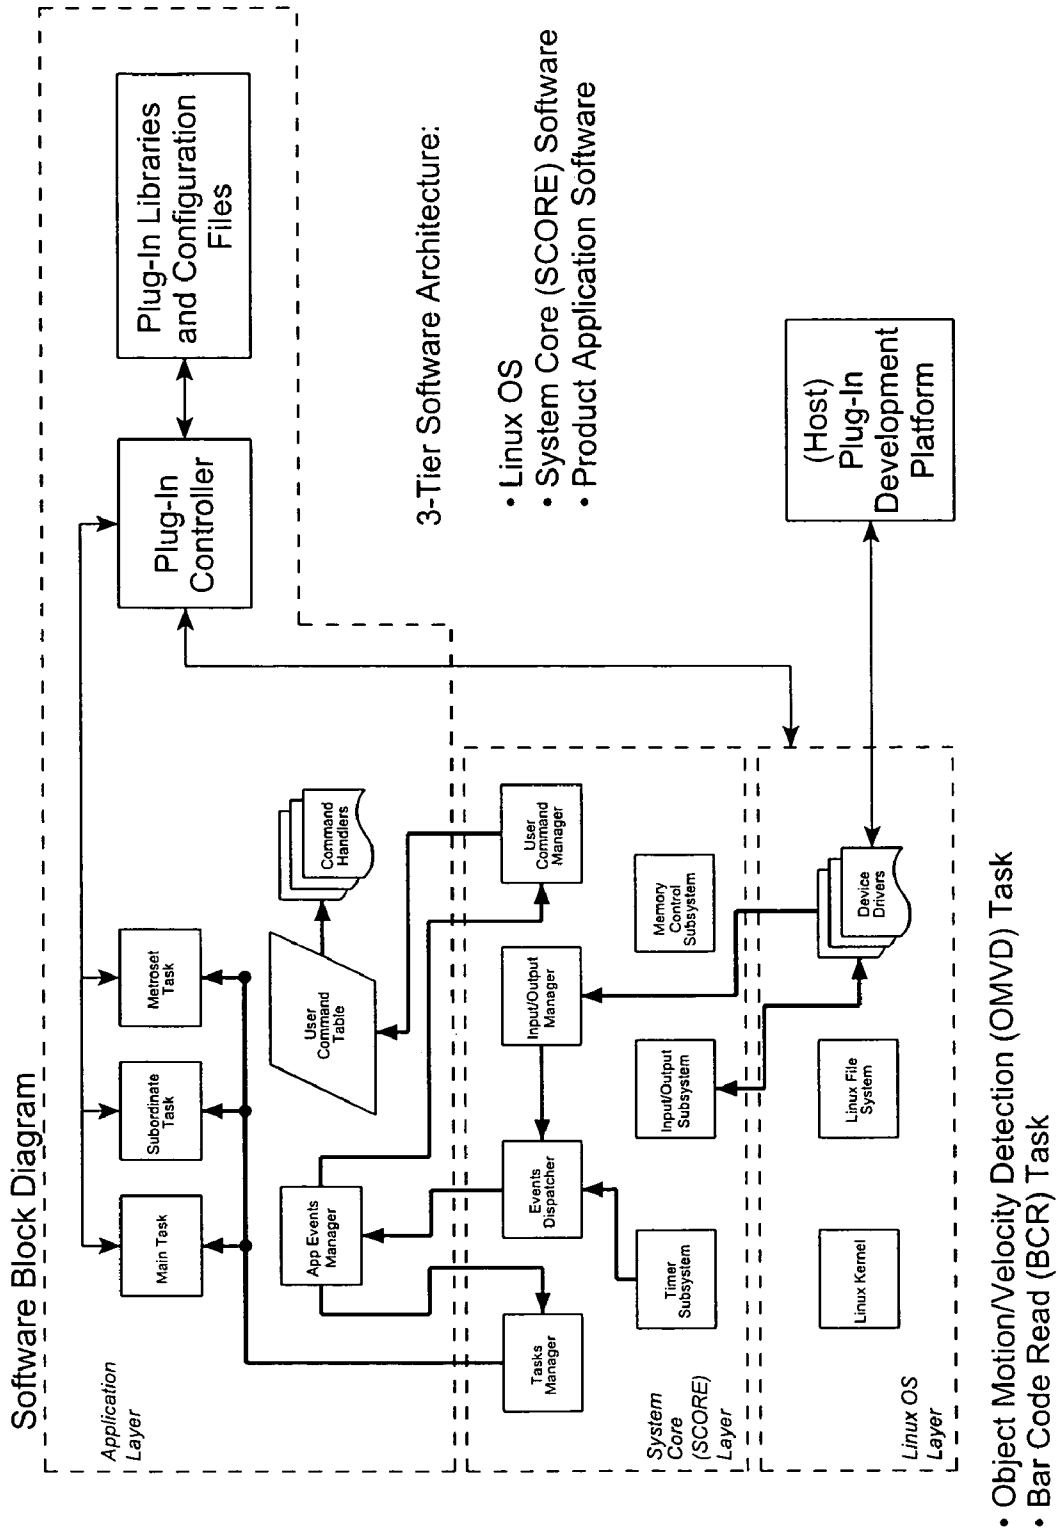 Software Block Diagram
Application
Layer
Main Task
Subordinate
Task
Metroset
Task
Plug-In
Controller
Plug-In Libraries
and Configuration
Files
App Events
Manager
User
Command
Table
Command
Handlers
3-Tier Software Architecture:
• Linux OS
• System Core (SCORE) Software
• Product Application Software
System
Core
(SCORE)
Layer
Tasks
Manager
Events
Dispatcher
Input/Output
Manager
User
Command
Manager
Timer
Subsystem
Input/Output
Subsystem
Memory
Control
Subsystem
Linux OS
Layer
Linux Kernel
Linux File
System
Device
Drivers
(Host)
Plug-In
Development
Platform
• Object Motion/Velocity Detection (OMVD) Task
• Bar Code Read (BCR) Task